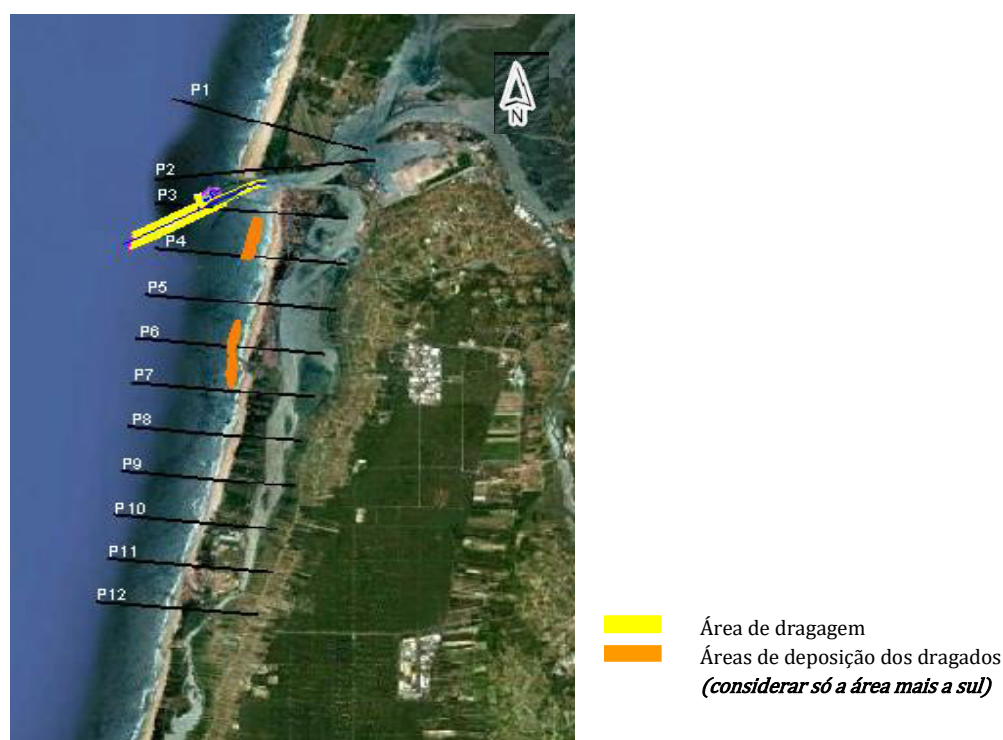 P1
P2
P3
P4
P5
P6
P7
P8
P9
P10
P11
P12
N
Área de dragagem
Áreas de deposição dos dragados
(considerar só a área mais a sul)